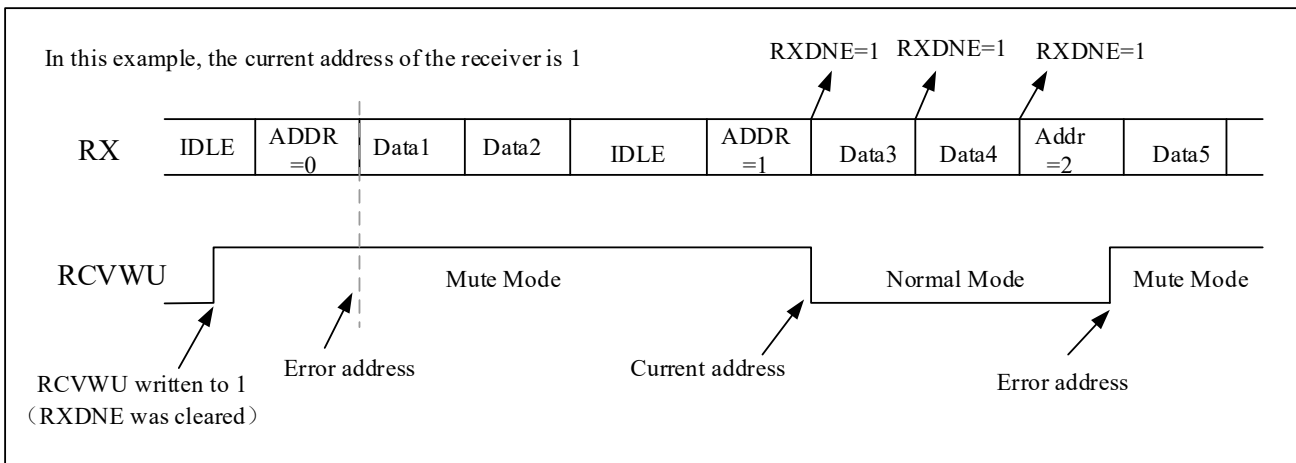 In this example, the current address of the receiver is 1
RXDNE=1
RXDNE=1
RXDNE=1
RX
IDLE
ADDR
=0
Data1
Data2
IDLE
ADDR
=1
Data3
Data4
Addr
=2
Data5
RCVWU
Mute Mode
Normal Mode
Mute Mode
RCVWU written to 1
（RXDNE was cleared）
Error address
Current address
Error address